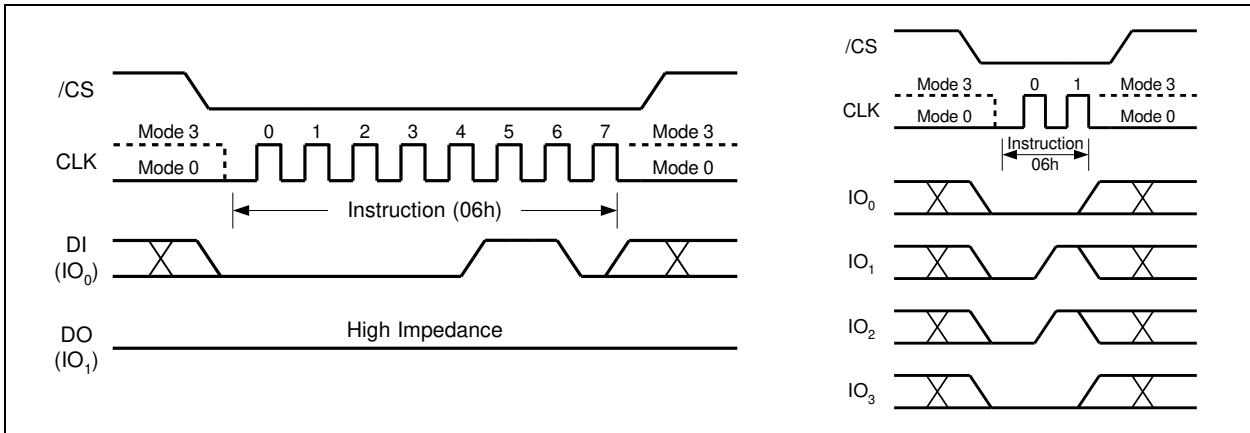 /CS
Mode 3
0 1 2 3 4 5 6 7
Mode 3
CLK
Mode 0
Mode 0
Instruction (06h)
DI
(IO0)
DO
(IO1)
High Impedance
/CS
Mode 3
0 1
Mode 3
CLK
Mode 0
Mode 0
Instruction
06h
IO0
IO1
IO2
IO3